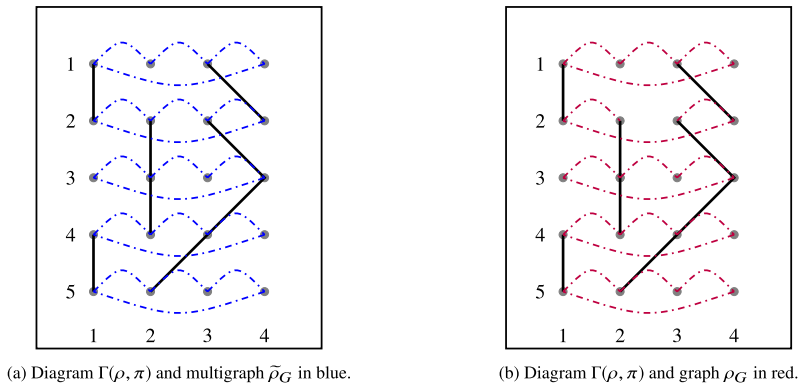 1
2
3
4
5
1 2 3 4
(a) Diagram Γ(ρ, π) and multigraph ρ̃_G in blue.
1
2
3
4
5
1 2 3 4
(b) Diagram Γ(ρ, π) and graph ρ_G in red.